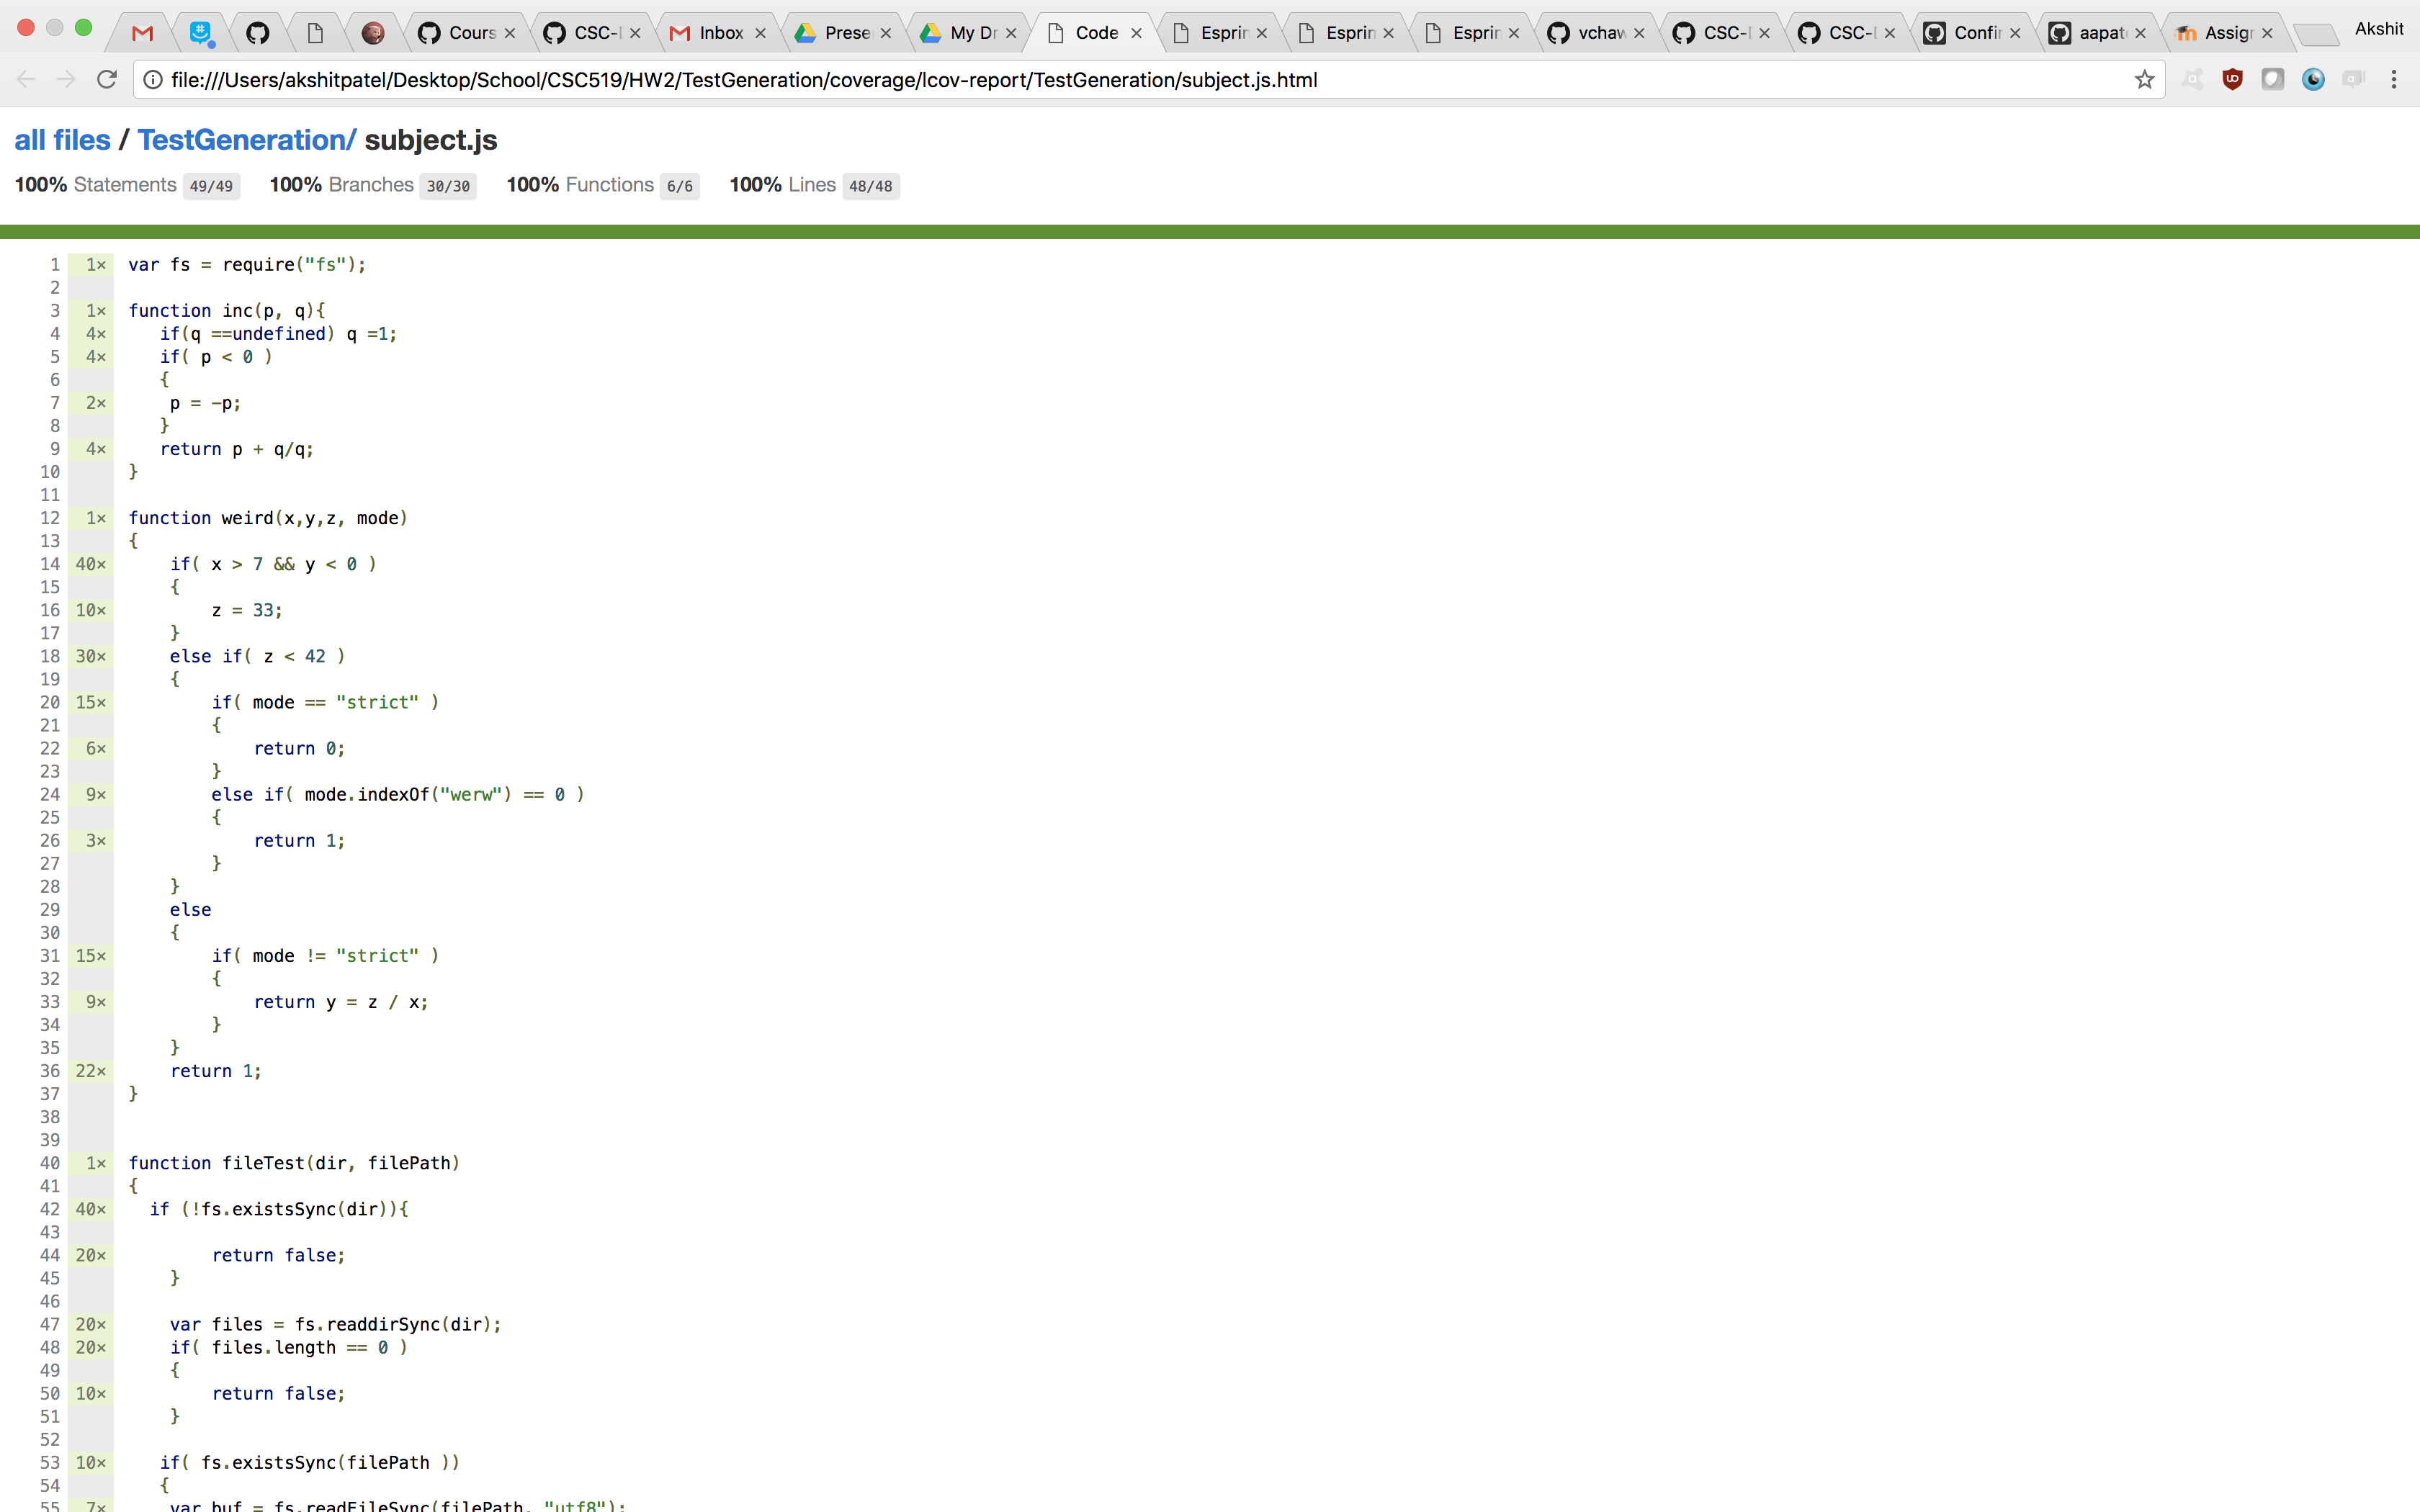 Cours
CSC-
Inbox
Prese
My Dr
Code
Esprin
Esprin
Esprin
vchaw
CSC-
CSC-
Confir
aapat
Assig
Akshit
file:///Users/akshitpatel/Desktop/School/CSC519/HW2/TestGeneration/coverage/lcov-report/TestGeneration/subject.js.html
all files / TestGeneration/ subject.js
100% Statements 49/49 100% Branches 30/30 100% Functions 6/6 100% Lines 48/48
1 1× var fs = require("fs");
2
3 1× function inc(p, q){
4 4× if(q ==undefined) q =1;
5 4× if( p < 0 )
6 {
7 2× p = -p;
8 }
9 4× return p + q/q;
10 }
11
12 1× function weird(x,y,z, mode)
13 {
14 40× if( x > 7 && y < 0 )
15 {
16 10× z = 33;
17 }
18 30× else if( z < 42 )
19 {
20 15× if( mode == "strict" )
21 {
22 6× return 0;
23 }
24 9× else if( mode.indexOf("werw") == 0 )
25 {
26 3× return 1;
27 }
28 }
29 else
30 {
31 15× if( mode != "strict" )
32 {
33 9× return y = z / x;
34 }
35 }
36 22× return 1;
37 }
38
39
40 1× function fileTest(dir, filePath)
41 {
42 40× if (!fs.existsSync(dir)){
43
44 20× return false;
45 }
46
47 20× var files = fs.readdirSync(dir);
48 20× if( files.length == 0 )
49 {
50 10× return false;
51 }
52
53 10× if( fs.existsSync(filePath ))
54 {
55 7× var buf = fs.readFileSync(filePath, "utf8");